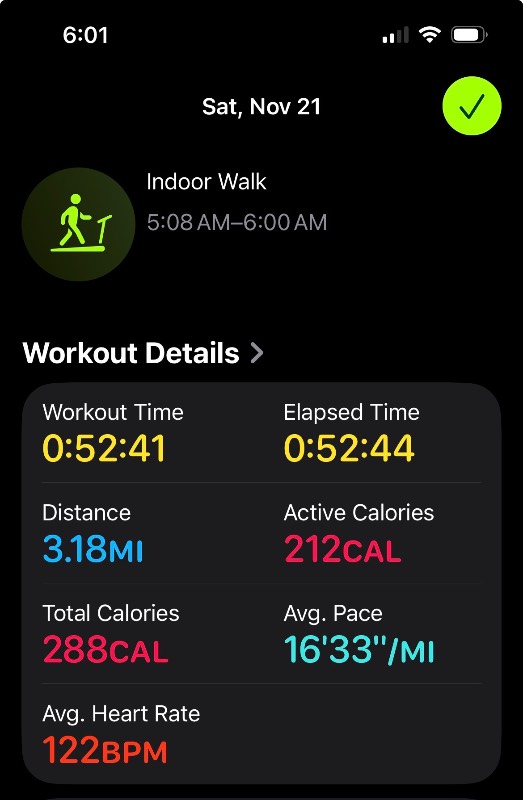 6:01
Sat, Nov 21
Indoor Walk
5:08 AM–6:00 AM
Workout Details
Workout Time
0:52:41
Elapsed Time
0:52:44
Distance
3.18MI
Active Calories
212CAL
Total Calories
288CAL
Avg. Pace
16'33"/MI
Avg. Heart Rate
122BPM